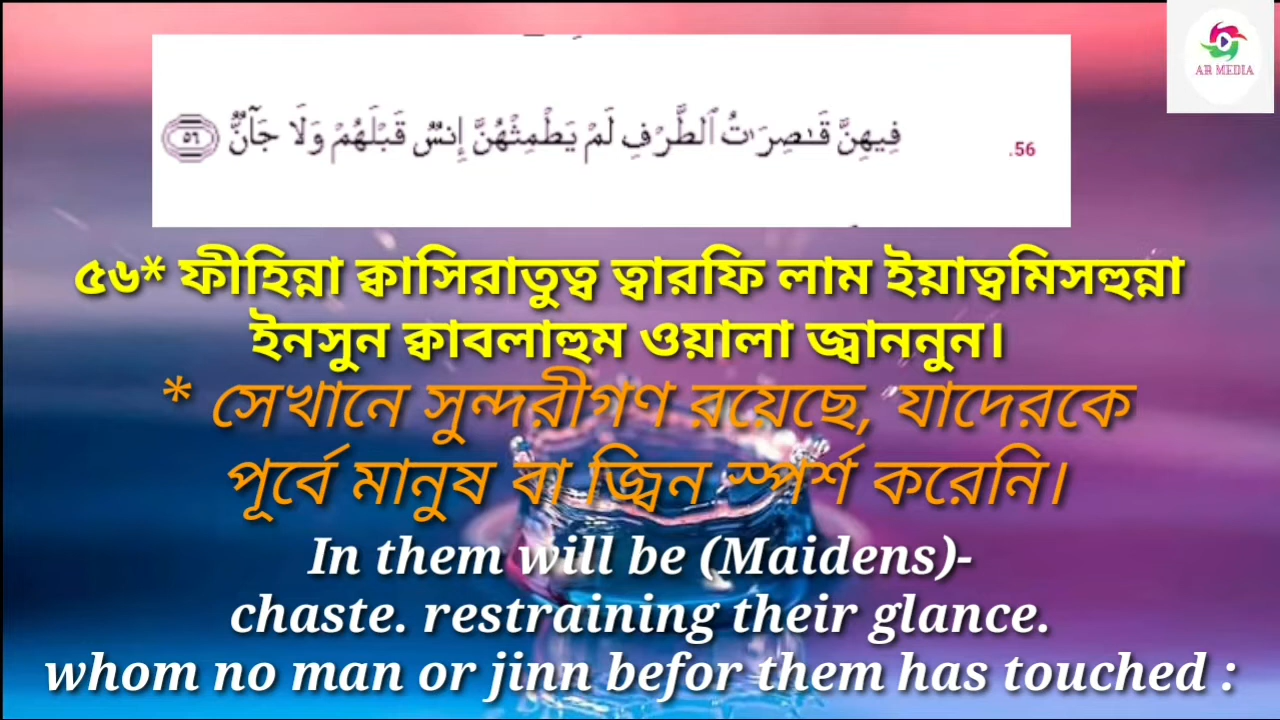 AR MEDIA
فِيهِنَّ قَـٰصِرَٰتُ ٱلطَّرْفِ لَمْ يَطْمِثْهُنَّ إِنسٌ قَبْلَهُمْ وَلَا جَآنٌّ ٥٦
.56
৫৬* ফীহিন্না ক্বাসিরাতুত্ব ত্বারফি লাম ইয়াত্বমিসহুন্না
ইনসুন ক্বাবলাহুম ওয়ালা জ্বাননুন।
* সেখানে সুন্দরীগণ রয়েছে, যাদেরকে
পূর্বে মানুষ বা জ্বিন স্পর্শ করেনি।
In them will be (Maidens)-
chaste. restraining their glance.
whom no man or jinn befor them has touched :